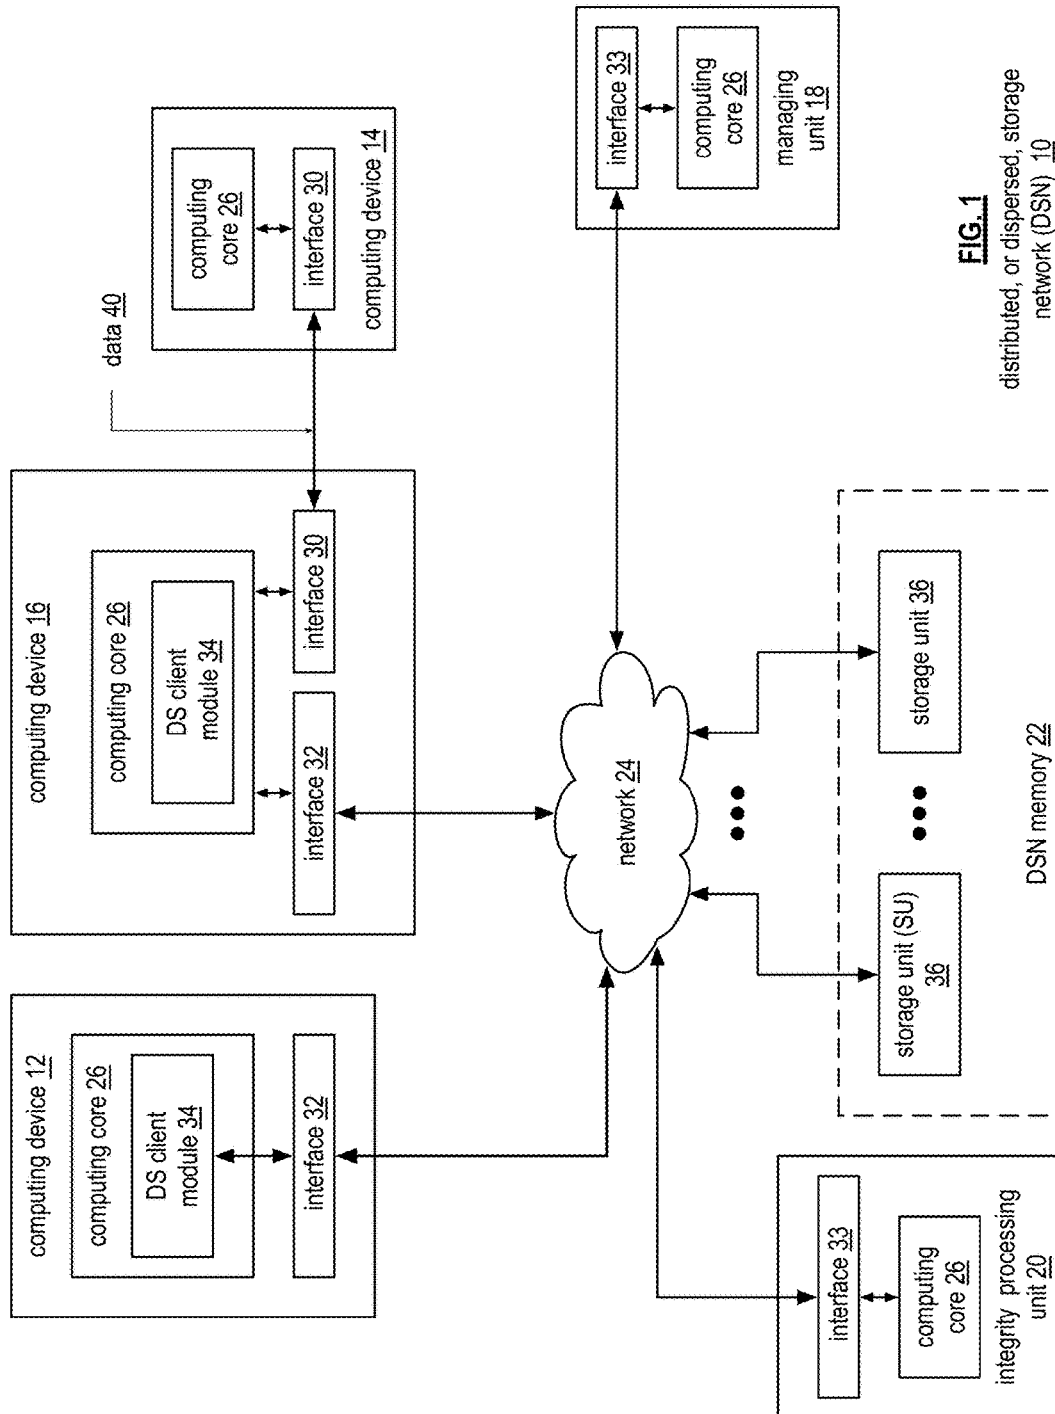 computing device 12
computing core 26
DS client
module 34
interface 32
computing device 16
computing core 26
DS client
module 34
interface 32
interface 30
data 40
computing
core 26
interface 30
computing device 14
network 24
interface 33
computing
core 26
managing
unit 18
interface 33
computing
core 26
integrity processing
unit 20
storage unit (SU)
36
storage unit 36
DSN memory 22
FIG. 1
distributed, or dispersed, storage
network (DSN) 10